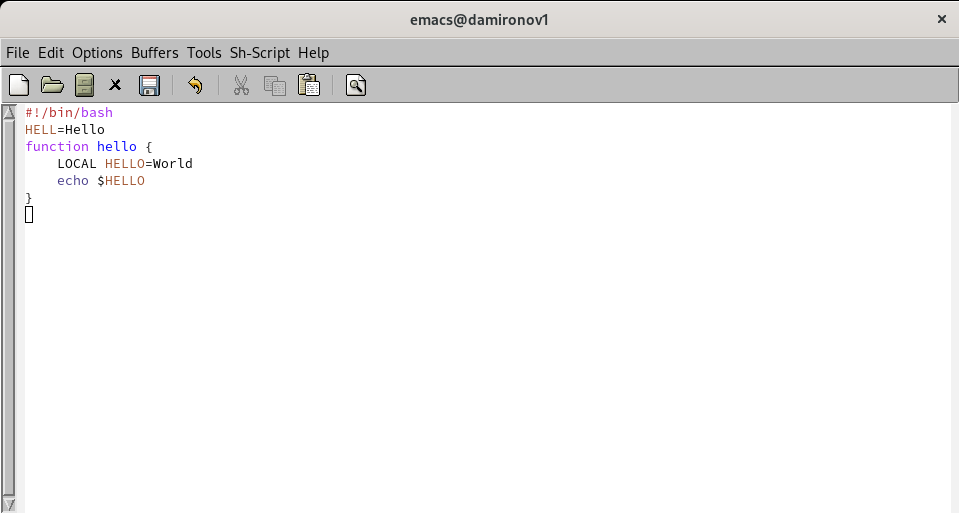 emacs@damironov1
File Edit Options Buffers Tools Sh-Script Help
#!/bin/bash
HELL=Hello
function hello {
    LOCAL HELLO=World
    echo $HELLO
}